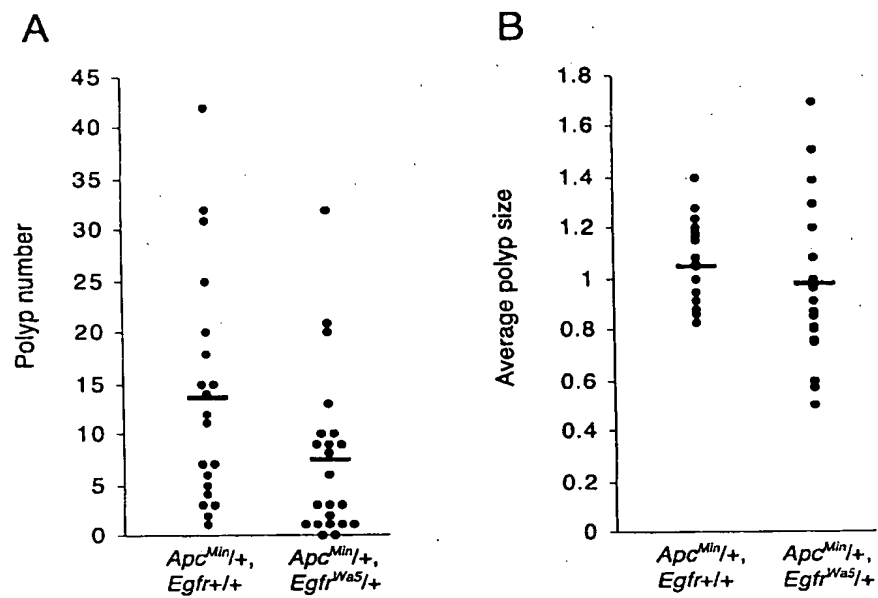 A
45
40
35
30
25
20
15
10
5
0
Polyp number
Apc^Min/+, Apc^Min/+,
Egfr+/+ Egfr^Wa5/+
B
1.8
1.6
1.4
1.2
1
0.8
0.6
0.4
0.2
0
Average polyp size
Apc^Min/+, Apc^Min/+,
Egfr+/+ Egfr^Wa5/+